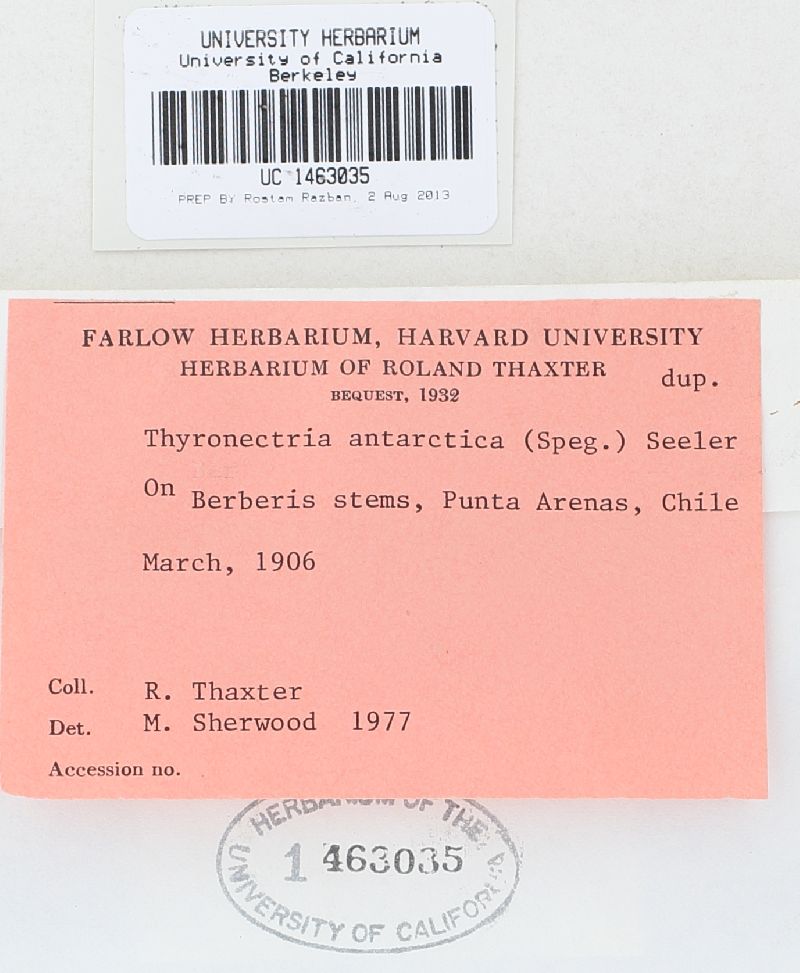 UNIVERSITY HERBARIUM
University of California
Berkeley
UC 1463035
PREP BY Rostam Razban, 2 Aug 2013
FARLOW HERBARIUM, HARVARD UNIVERSITY
HERBARIUM OF ROLAND THAXTER
dup.
BEQUEST, 1932
Thyronectria antarctica (Speg.) Seeler
On Berberis stems, Punta Arenas, Chile
March, 1906
Coll. R. Thaxter
Det. M. Sherwood 1977
Accession no.
HERBARIUM OF THE
1 463035
UNIVERSITY OF CALIFOR